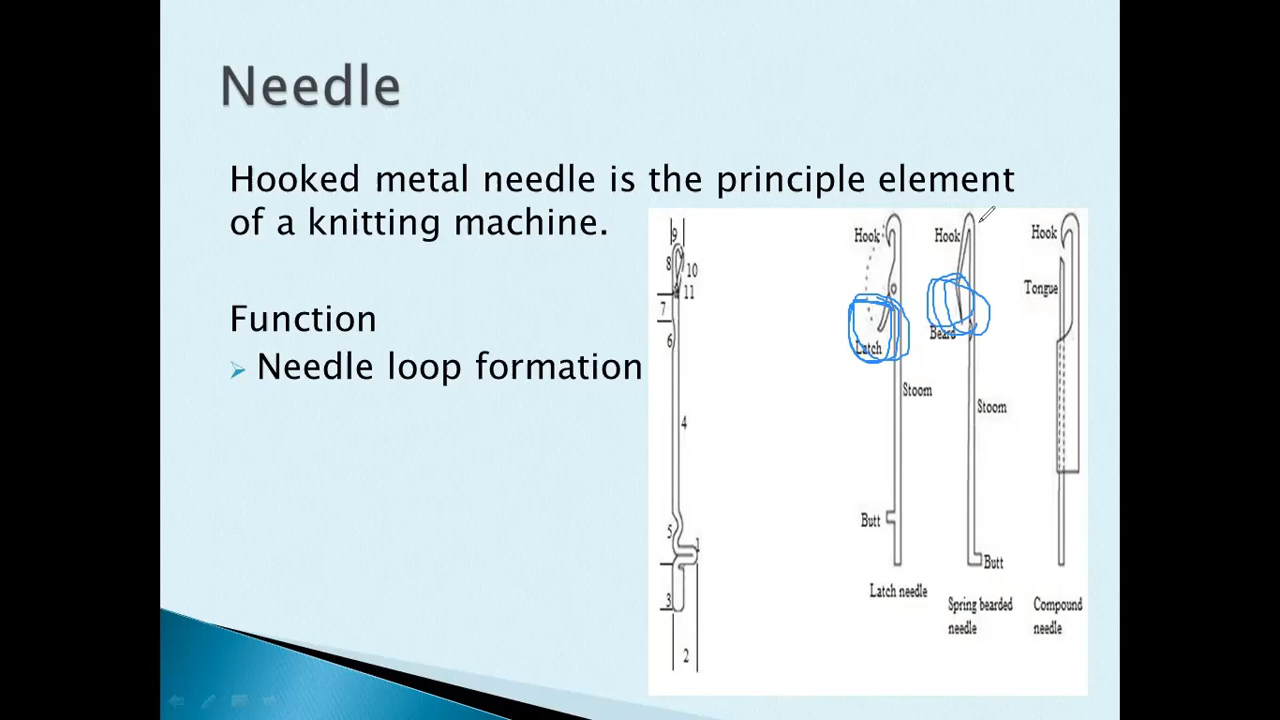 Needle
Hooked metal needle is the principle element
of a knitting machine.
Function
Needle loop formation
9
8
10
11
7
6
4
5
1
3
2
Hook
Latch
Stoom
Butt
Latch needle
Hook
Beard
Stoom
Butt
Spring bearded
needle
Hook
Tongue
Compound
needle